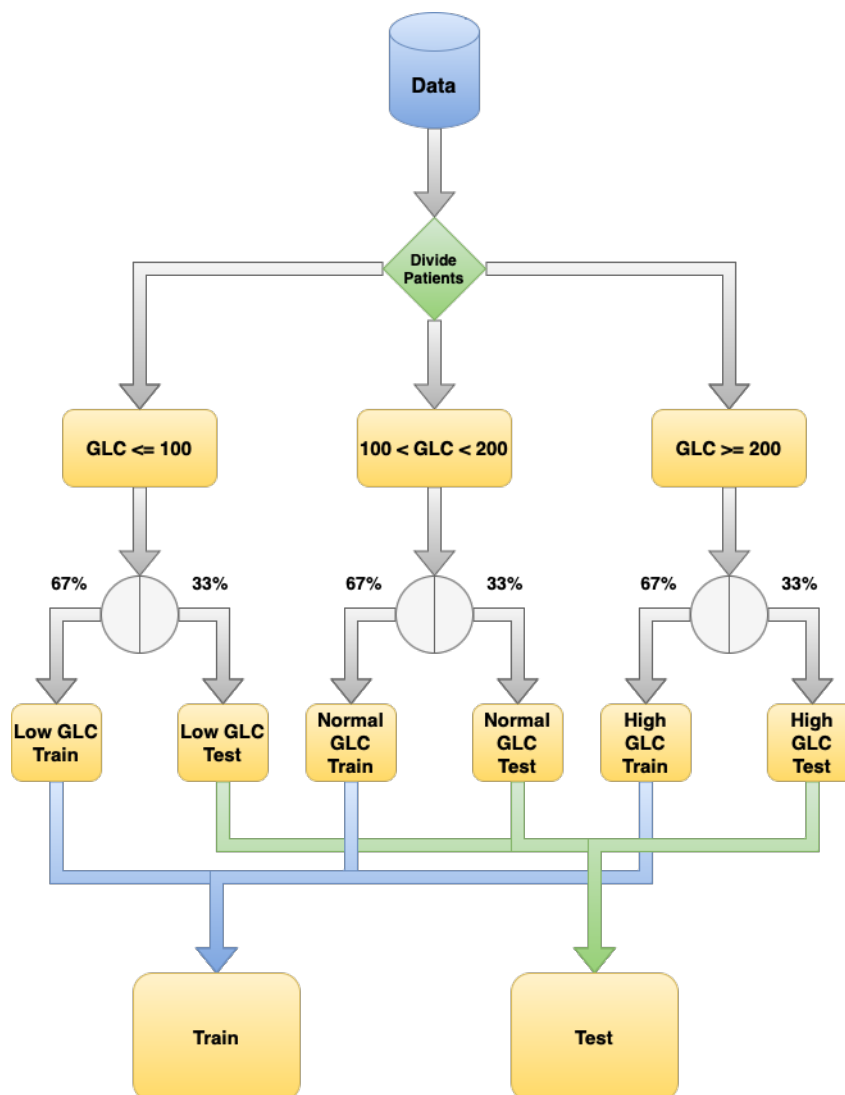 Data
Divide
Patients
GLC <= 100
100 < GLC < 200
GLC >= 200
67%
33%
67%
33%
67%
33%
Low GLC
Train
Low GLC
Test
Normal
GLC
Train
Normal
GLC
Test
High
GLC
Train
High
GLC
Test
Train
Test